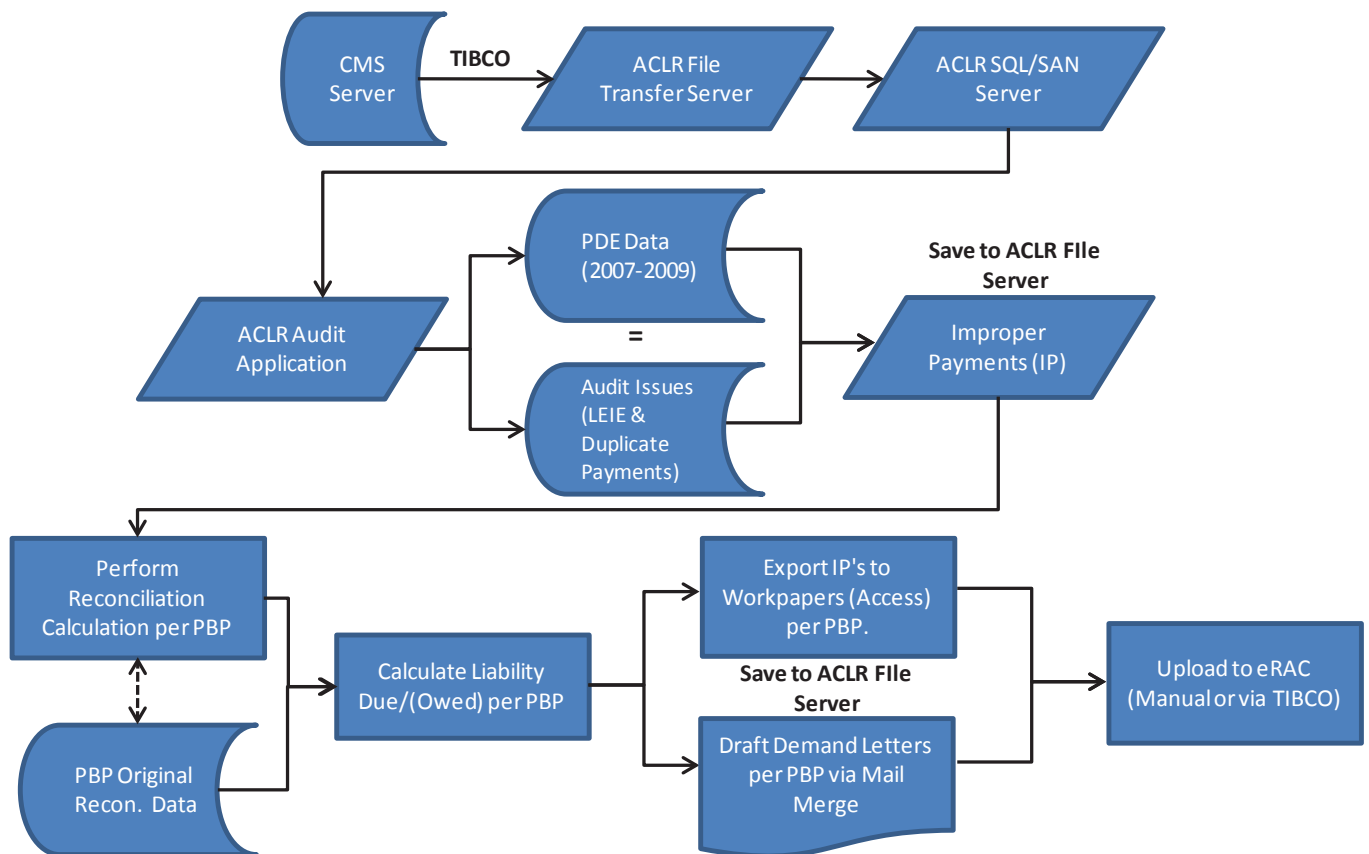 CMS
Server
TIBCO
ACLR File
Transfer Server
ACLR SQL/SAN
Server
ACLR Audit
Application
PDE Data
(2007-2009)
=
Audit Issues
(LEIE &
Duplicate
Payments)
Save to ACLR FIle
Server
Improper
Payments (IP)
Perform
Reconciliation
Calculation per PBP
PBP Original
Recon. Data
Calculate Liability
Due/(Owed) per PBP
Export IP's to
Workpapers (Access)
per PBP.
Save to ACLR FIle
Server
Draft Demand Letters
per PBP via Mail
Merge
Upload to eRAC
(Manual or via TIBCO)